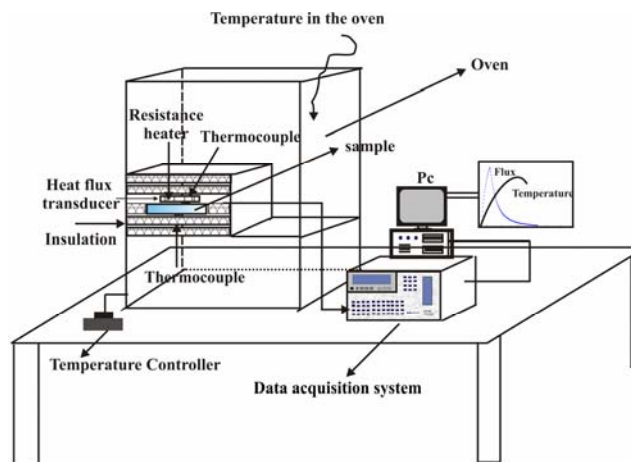 Temperature in the oven
Oven
Resistance
heater
Thermocouple
sample
Heat flux
transducer
Insulation
Thermocouple
Pc
Flux
Temperature
Temperature Controller
Data acquisition system